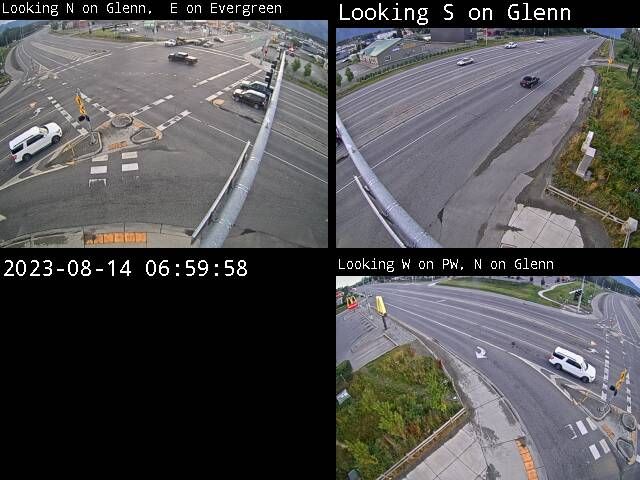 Looking N on Glenn,  E on Evergreen
Looking S on Glenn
2023-08-14 06:59:58
Looking W on PW, N on Glenn